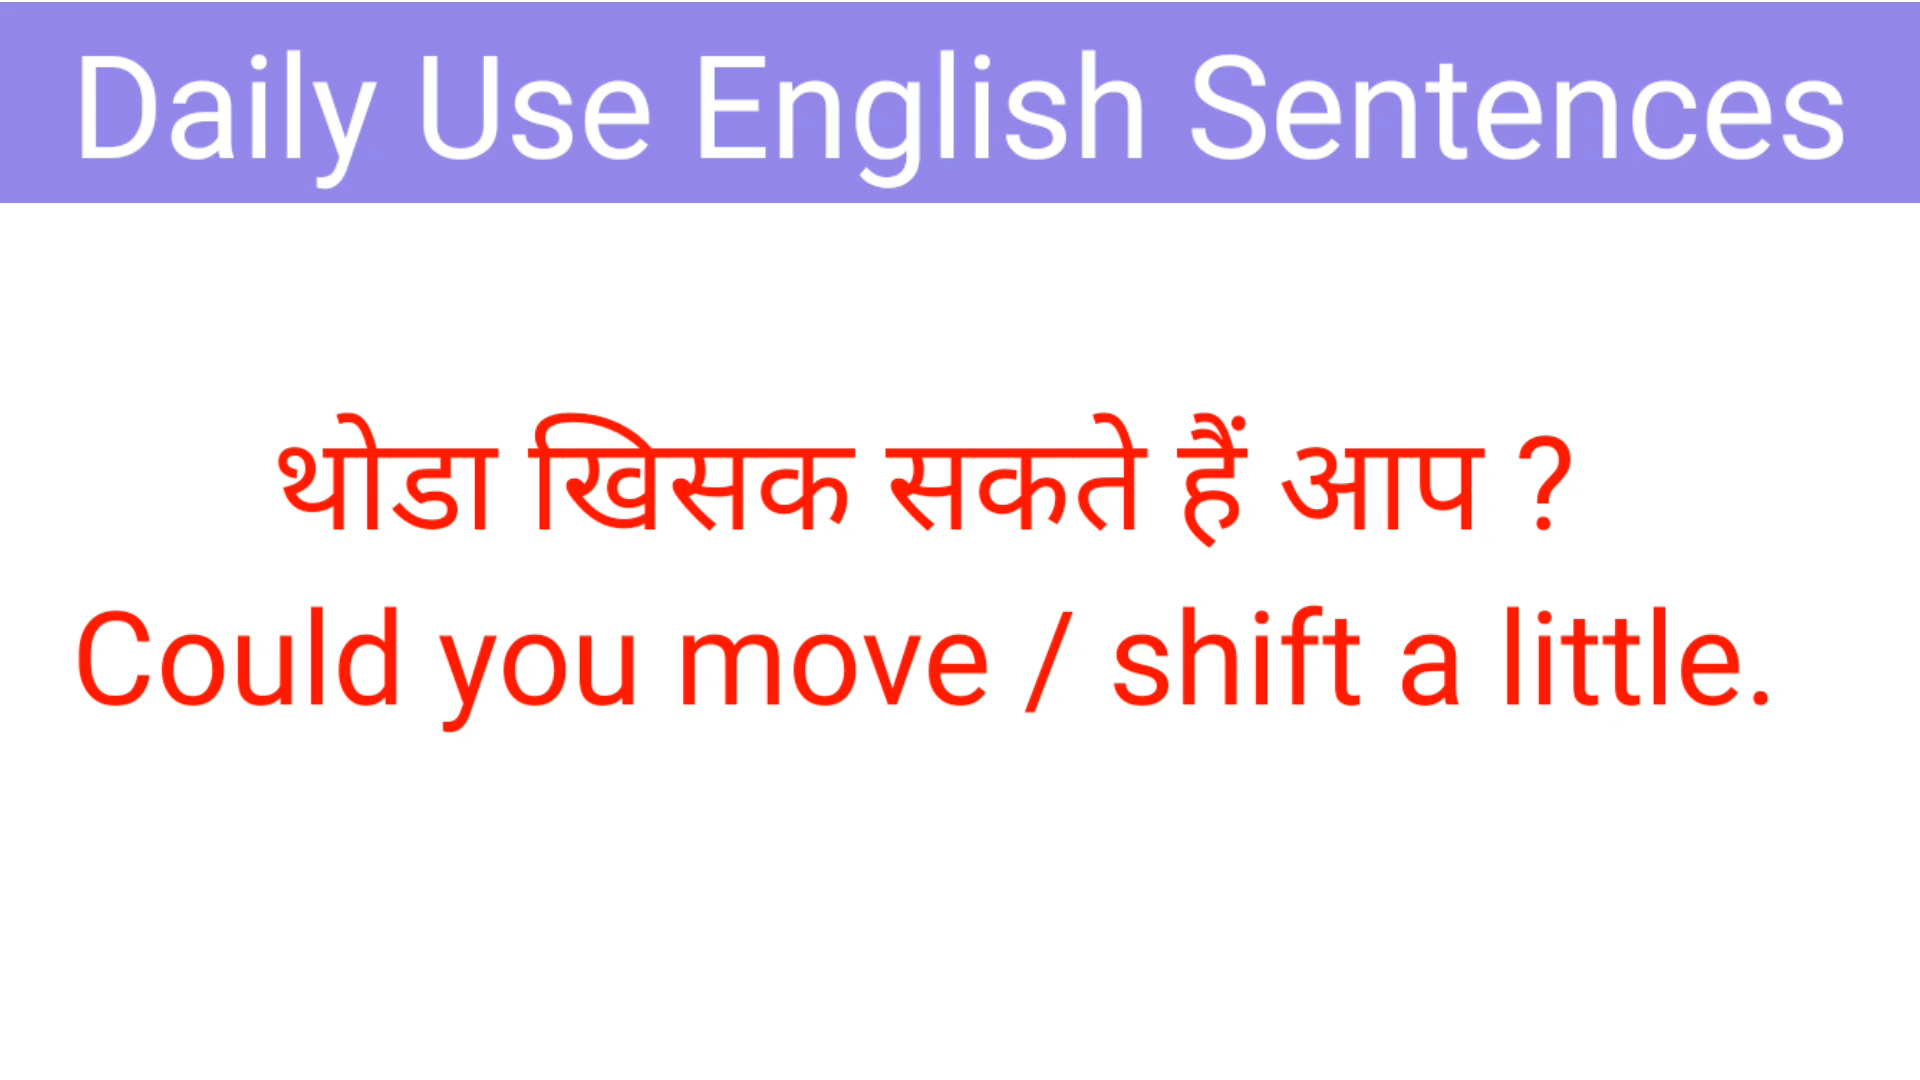 Daily Use English Sentences
थोडा खिसक सकते हैं आप ?
Could you move / shift a little.